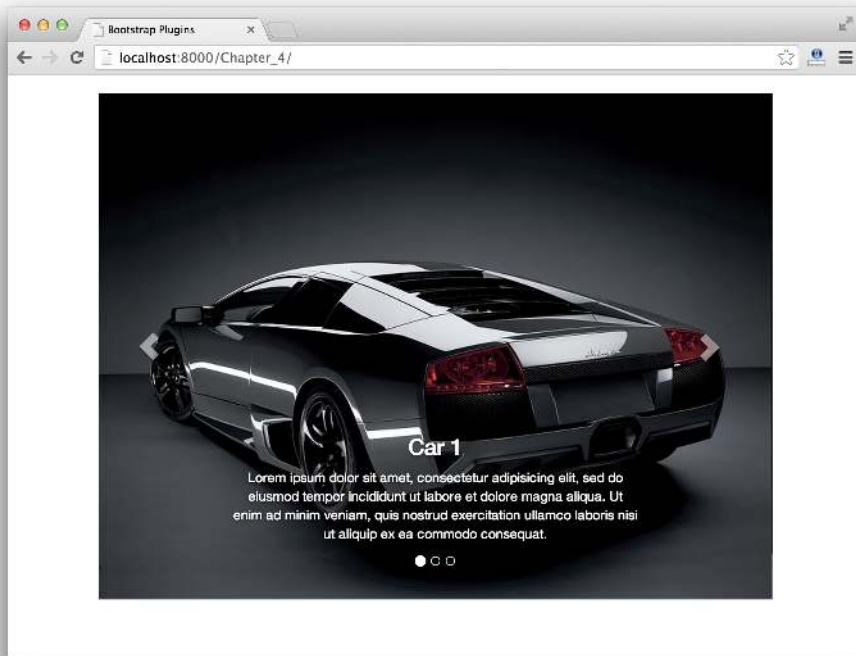 Bootstrap Plugins
localhost:8000/Chapter_4/
Car 1
Lorem ipsum dolor sit amet, consectetur adipisicing elit, sed do
eiusmod tempor incididunt ut labore et dolore magna aliqua. Ut
enim ad minim veniam, quis nostrud exercitation ullamco laboris nisi
ut aliquip ex ea commodo consequat.